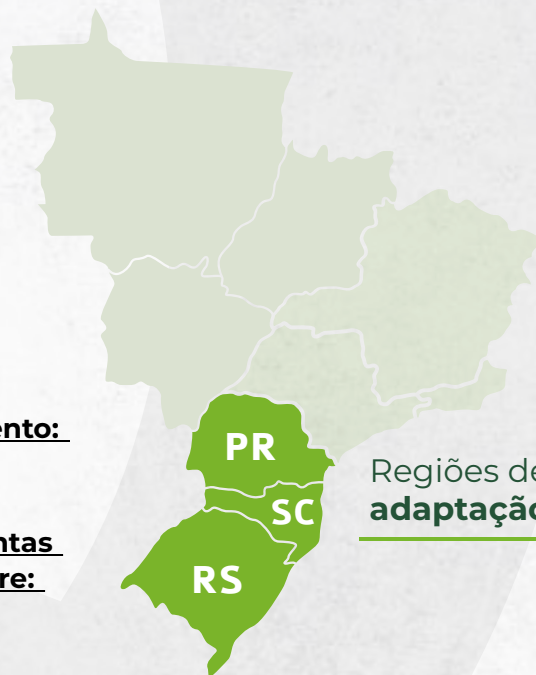 ento:
ntas
re:
PR
SC
RS
Regiões de
adaptação